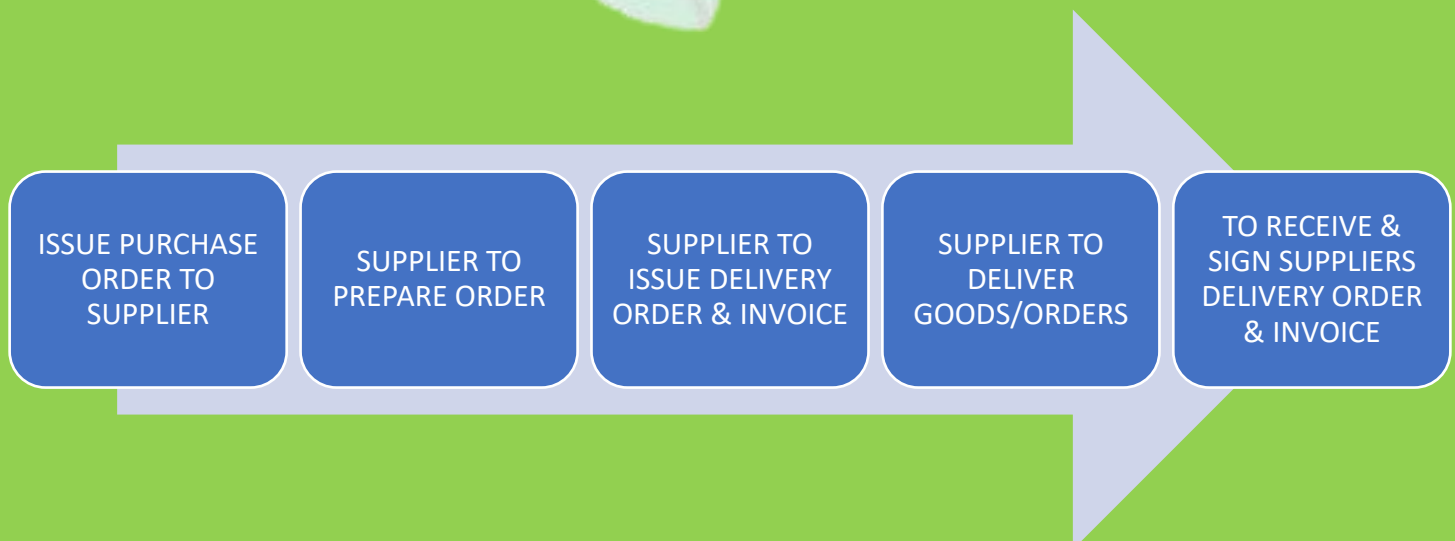 ISSUE PURCHASE
ORDER TO
SUPPLIER
SUPPLIER TO
PREPARE ORDER
SUPPLIER TO
ISSUE DELIVERY
ORDER & INVOICE
SUPPLIER TO
DELIVER
GOODS/ORDERS
TO RECEIVE &
SIGN SUPPLIERS
DELIVERY ORDER
& INVOICE